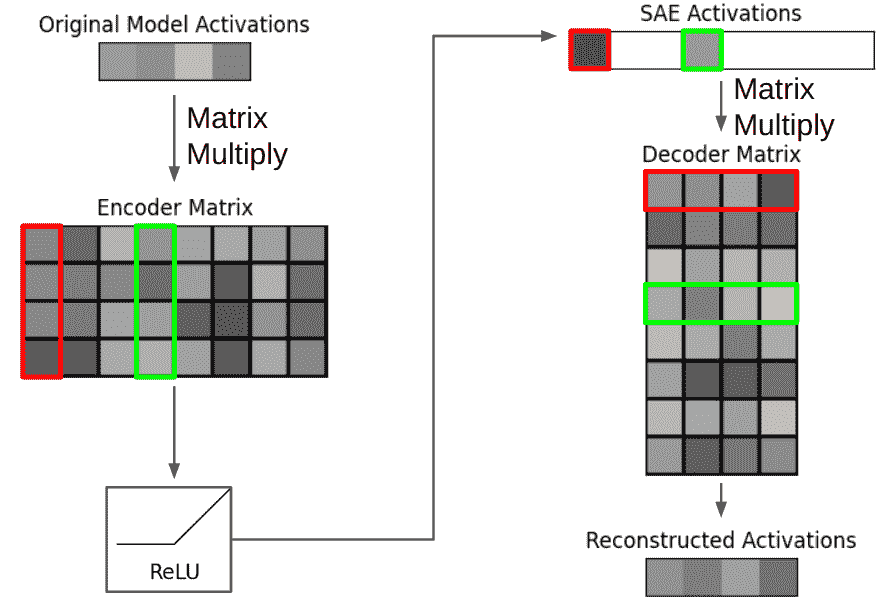 Original Model Activations
Matrix
Multiply
Encoder Matrix
ReLU
SAE Activations
Matrix
Multiply
Decoder Matrix
Reconstructed Activations